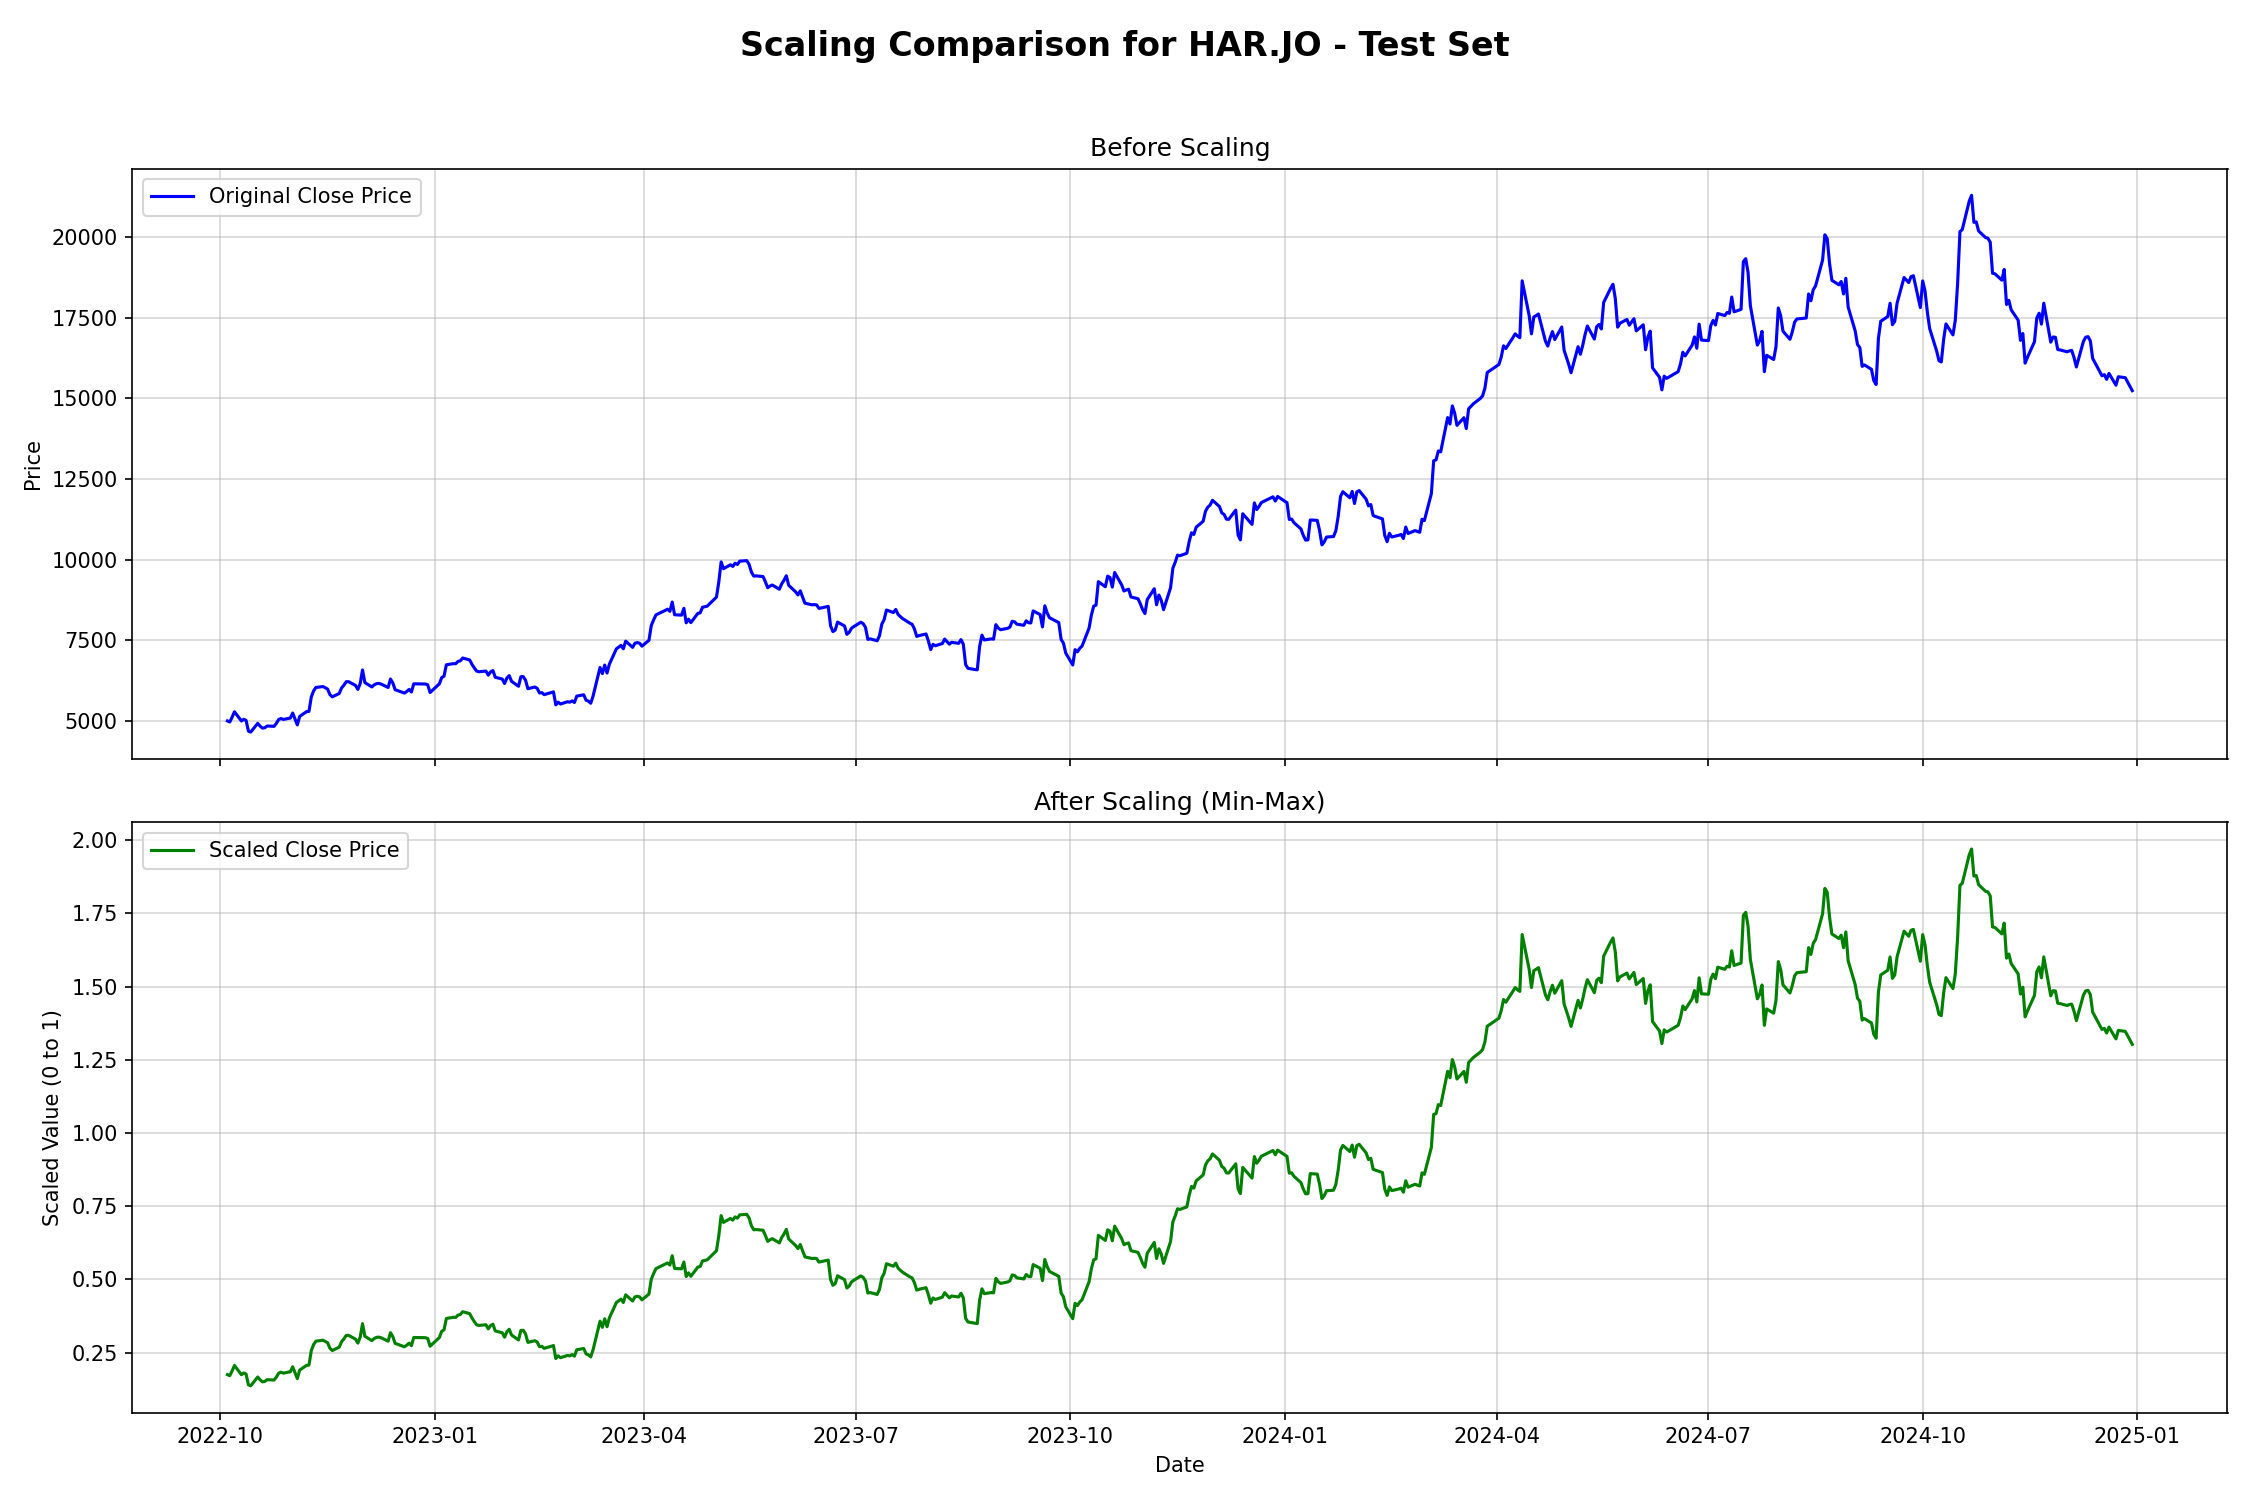 Scaling Comparison for HAR.JO - Test Set
Before Scaling
Original Close Price
20000
17500
15000
12500
10000
7500
5000
Price
After Scaling (Min-Max)
Scaled Close Price
2.00
1.75
1.50
1.25
1.00
0.75
0.50
0.25
Scaled Value (0 to 1)
2022-10 2023-01 2023-04 2023-07 2023-10 2024-01 2024-04 2024-07 2024-10 2025-01
Date